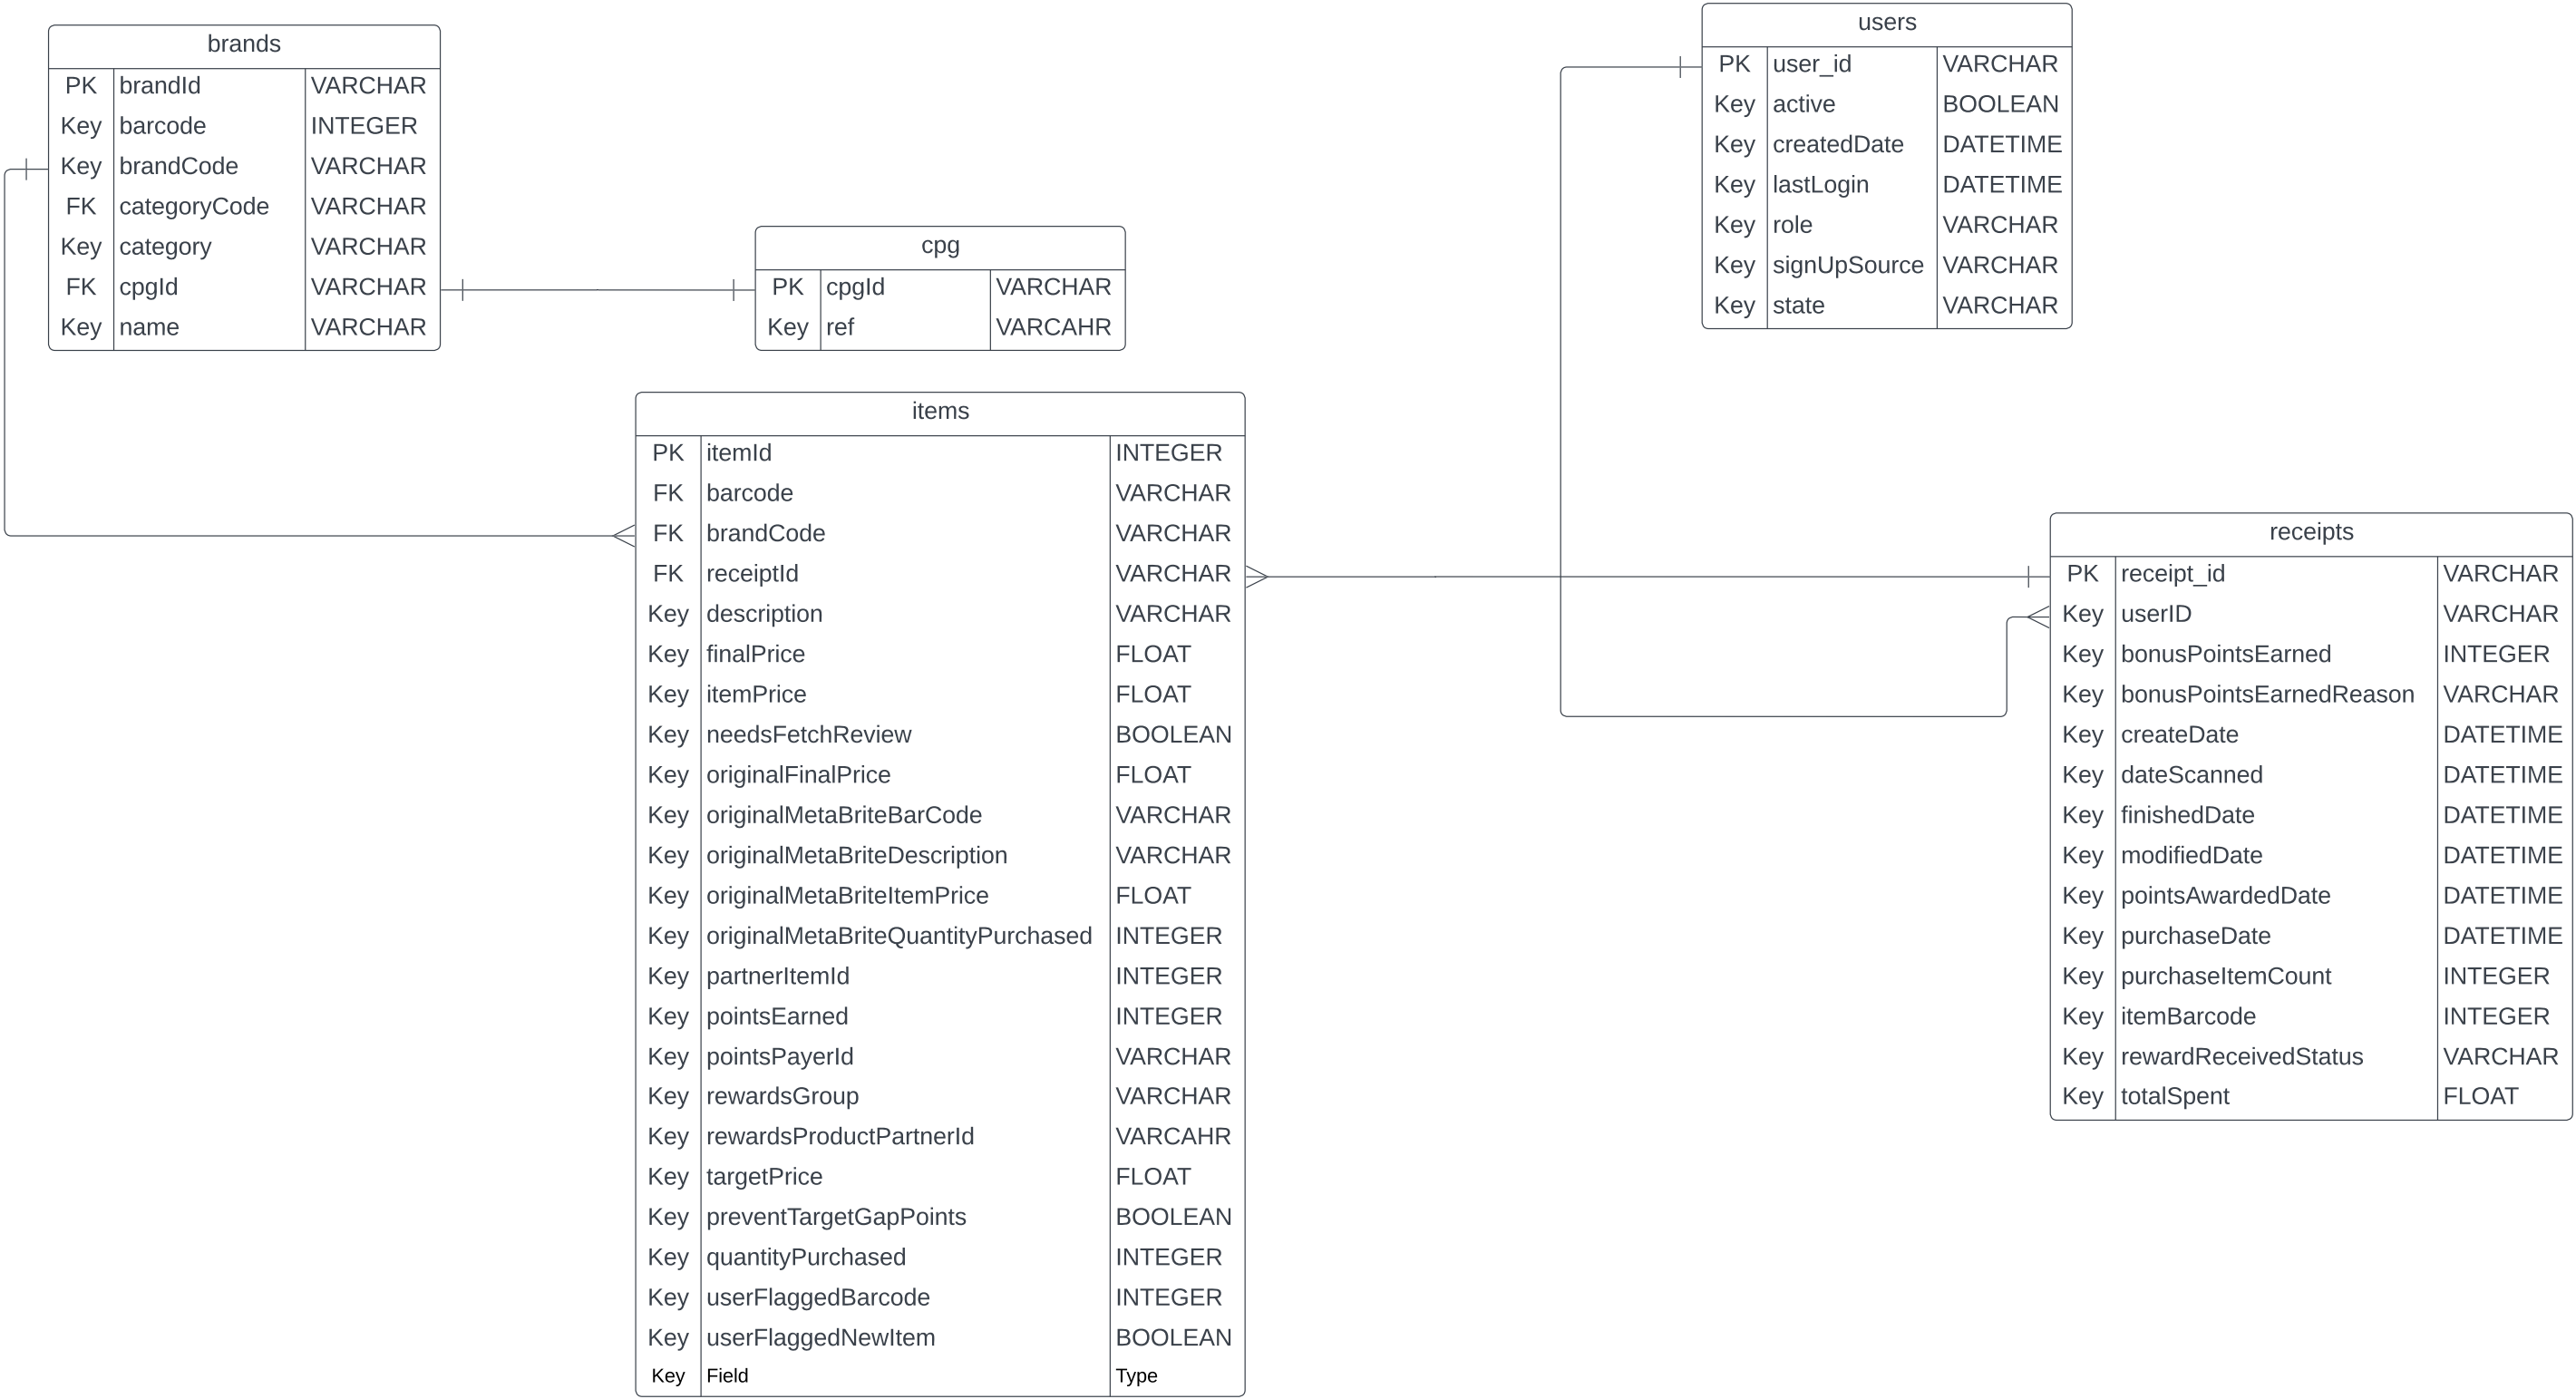 brands
PK brandId VARCHAR
Key barcode INTEGER
Key brandCode VARCHAR
FK categoryCode VARCHAR
Key category VARCHAR
FK cpgId VARCHAR
Key name VARCHAR
cpg
PK cpgId VARCHAR
Key ref VARCAHR
users
PK user_id VARCHAR
Key active BOOLEAN
Key createdDate DATETIME
Key lastLogin DATETIME
Key role VARCHAR
Key signUpSource VARCHAR
Key state VARCHAR
items
PK itemId INTEGER
FK barcode VARCHAR
FK brandCode VARCHAR
FK receiptId VARCHAR
Key description VARCHAR
Key finalPrice FLOAT
Key itemPrice FLOAT
Key needsFetchReview BOOLEAN
Key originalFinalPrice FLOAT
Key originalMetaBriteBarCode VARCHAR
Key originalMetaBriteDescription VARCHAR
Key originalMetaBriteItemPrice FLOAT
Key originalMetaBriteQuantityPurchased INTEGER
Key partnerItemId INTEGER
Key pointsEarned INTEGER
Key pointsPayerId VARCHAR
Key rewardsGroup VARCHAR
Key rewardsProductPartnerId VARCAHR
Key targetPrice FLOAT
Key preventTargetGapPoints BOOLEAN
Key quantityPurchased INTEGER
Key userFlaggedBarcode INTEGER
Key userFlaggedNewItem BOOLEAN
Key Field Type
receipts
PK receipt_id VARCHAR
Key userID VARCHAR
Key bonusPointsEarned INTEGER
Key bonusPointsEarnedReason VARCHAR
Key createDate DATETIME
Key dateScanned DATETIME
Key finishedDate DATETIME
Key modifiedDate DATETIME
Key pointsAwardedDate DATETIME
Key purchaseDate DATETIME
Key purchaseItemCount INTEGER
Key itemBarcode INTEGER
Key rewardReceivedStatus VARCHAR
Key totalSpent FLOAT